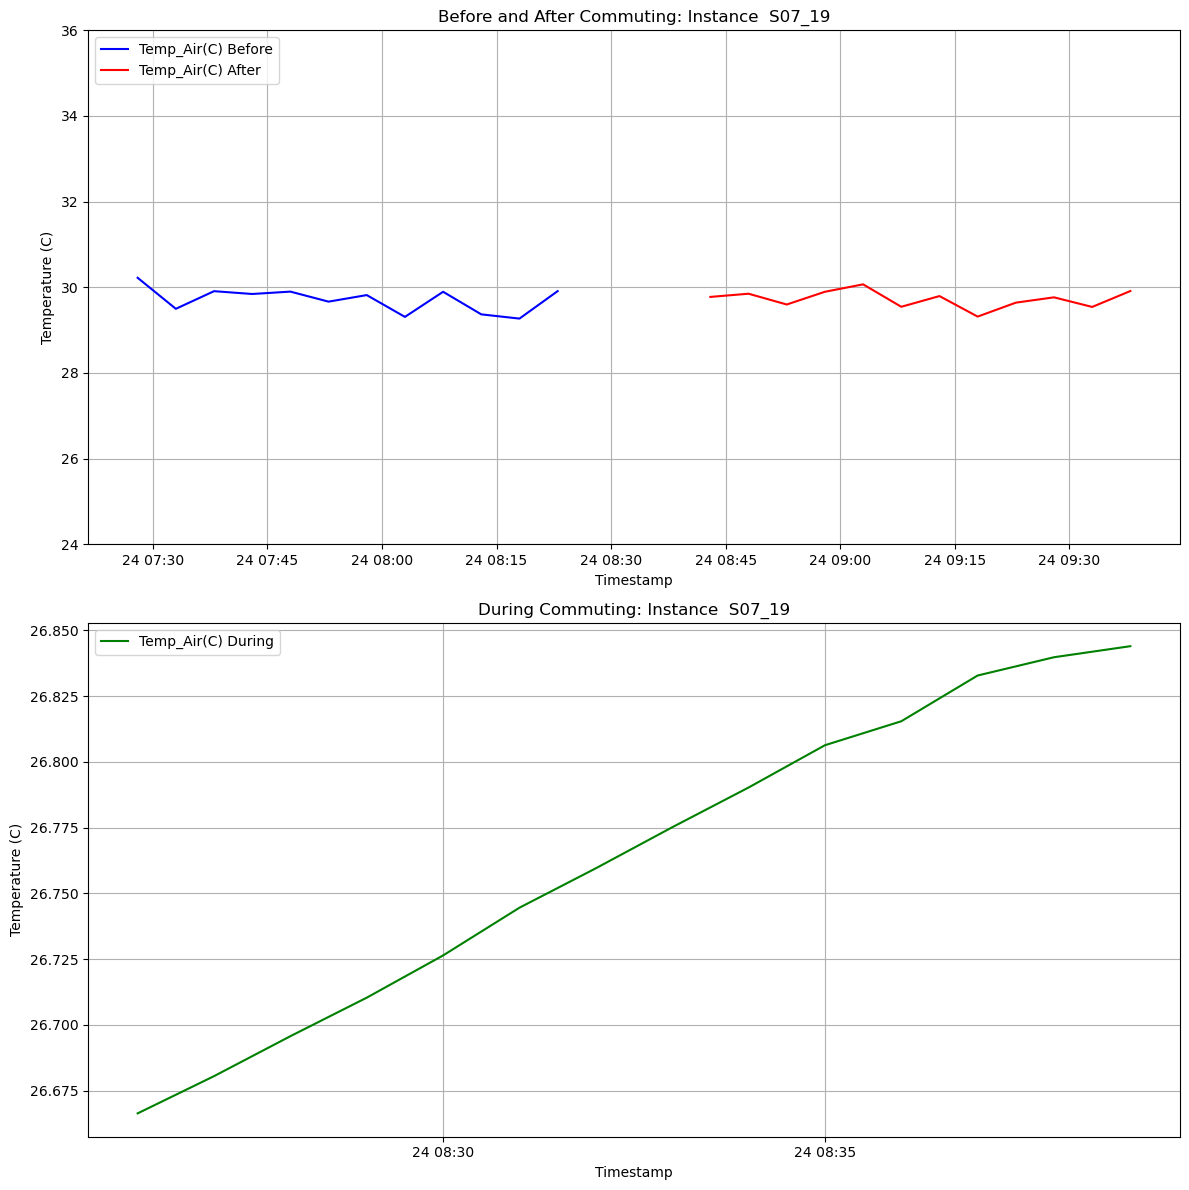 Before and After Commuting: Instance  S07_19
Temp_Air(C) Before
Temp_Air(C) After
Temperature (C)
36
34
32
30
28
26
24
24 07:30
24 07:45
24 08:00
24 08:15
24 08:30
24 08:45
24 09:00
24 09:15
24 09:30
Timestamp
During Commuting: Instance  S07_19
Temp_Air(C) During
Temperature (C)
26.850
26.825
26.800
26.775
26.750
26.725
26.700
26.675
24 08:30
24 08:35
Timestamp